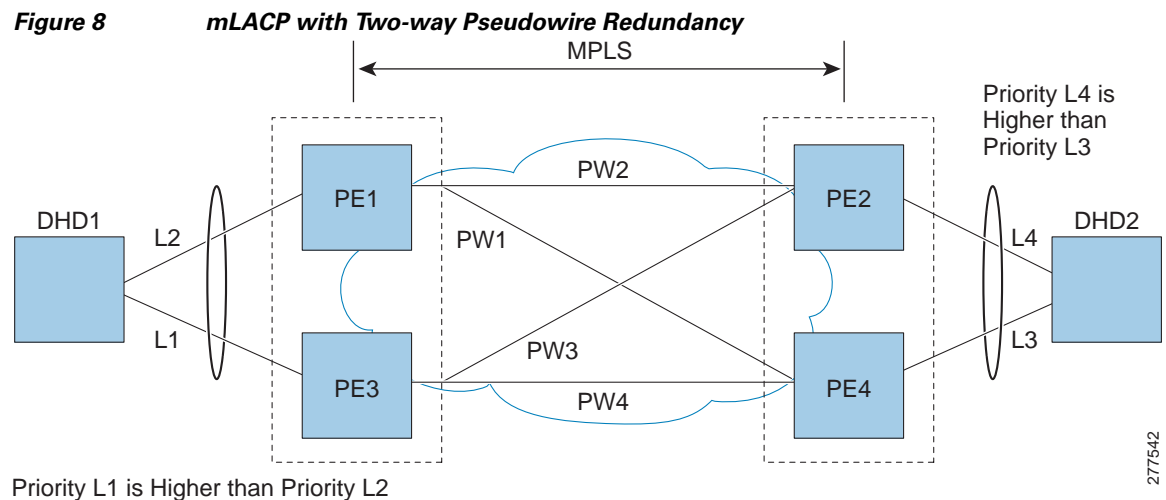 Figure 8 mLACP with Two-way Pseudowire Redundancy
MPLS
Priority L4 is
Higher than
Priority L3
PE1
PW2
PE2
DHD1
DHD2
L2
PW1
L4
L1
PW3
L3
PE3
PW4
PE4
277542
Priority L1 is Higher than Priority L2